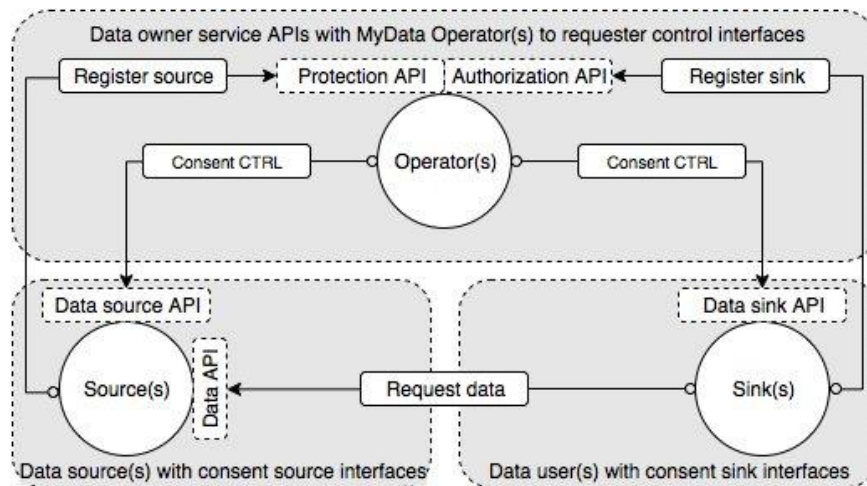 Data owner service APIs with MyData Operator(s) to requester control interfaces
Register source
Protection API
Authorization API
Register sink
Consent CTRL
Operator(s)
Consent CTRL
Data source API
Data sink API
Source(s)
Data API
Request data
Sink(s)
Data source(s) with consent source interfaces
Data user(s) with consent sink interfaces